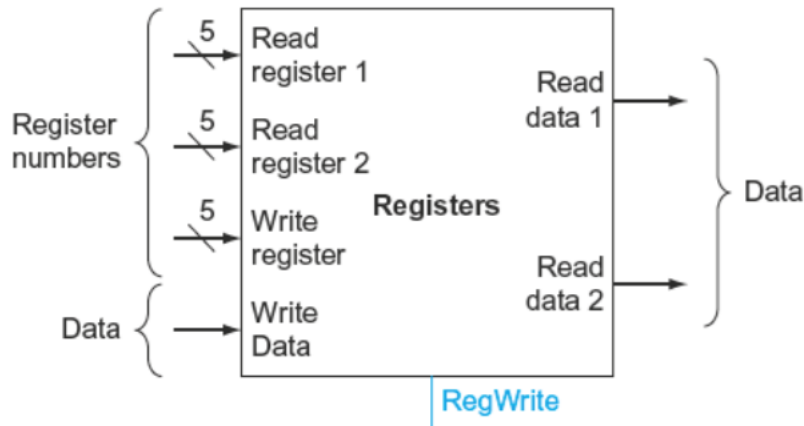 Register
numbers
Data
5
Read
register 1
5
Read
register 2
5
Write
register
Write
Data
Registers
Read
data 1
Read
data 2
Data
RegWrite